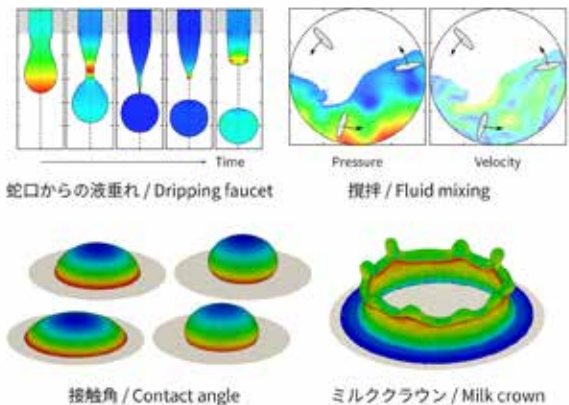 Time
蛇口からの液垂れ / Dripping faucet
Pressure
Velocity
撹拌 / Fluid mixing
接触角 / Contact angle
ミルククラウン / Milk crown